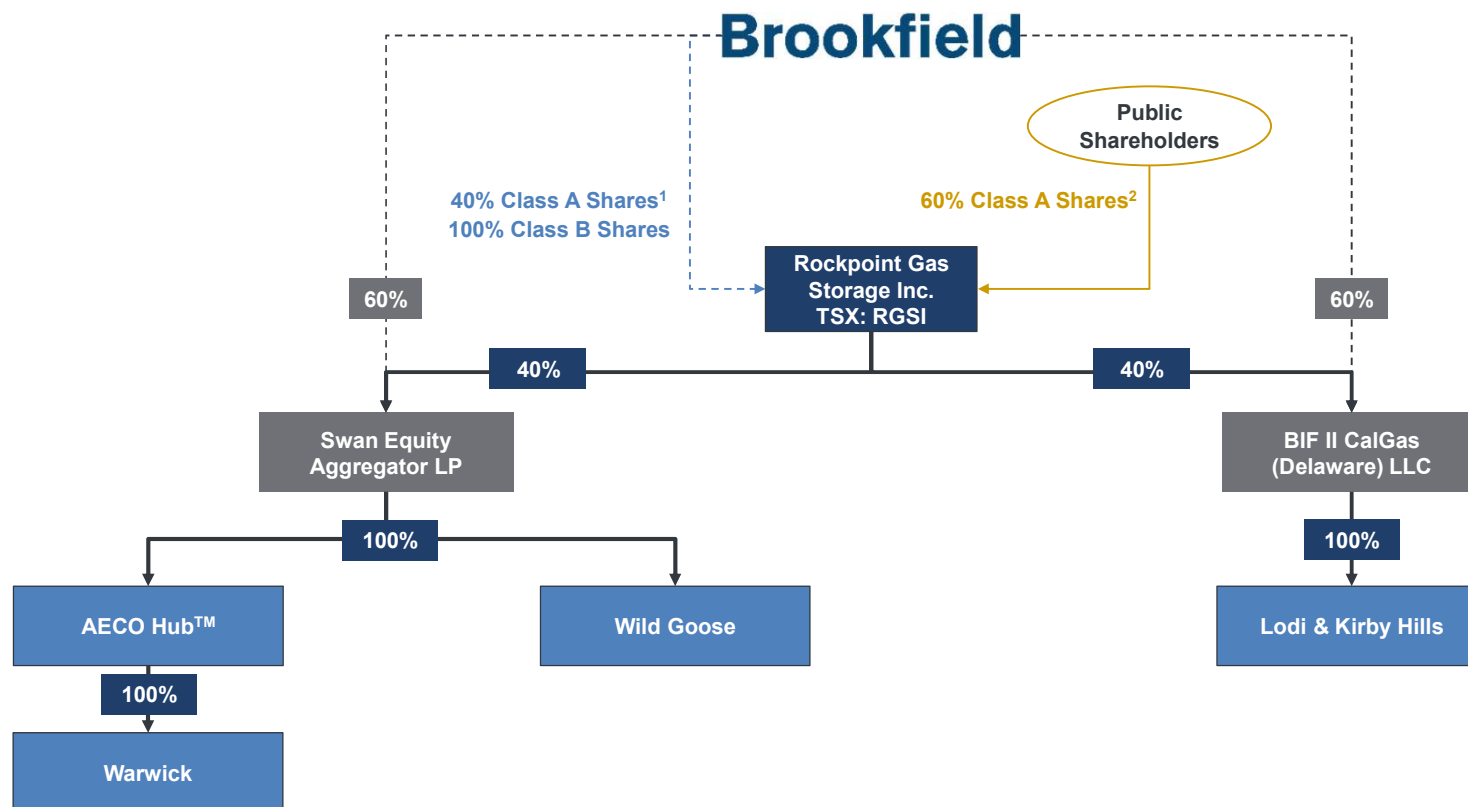 Brookfield
Public
Shareholders
40% Class A Shares¹
100% Class B Shares
60% Class A Shares²
Rockpoint Gas
Storage Inc.
TSX: RGSI
60%
60%
40%
40%
Swan Equity
Aggregator LP
BIF II CalGas
(Delaware) LLC
100%
100%
AECO Hub™
Wild Goose
Lodi & Kirby Hills
100%
Warwick